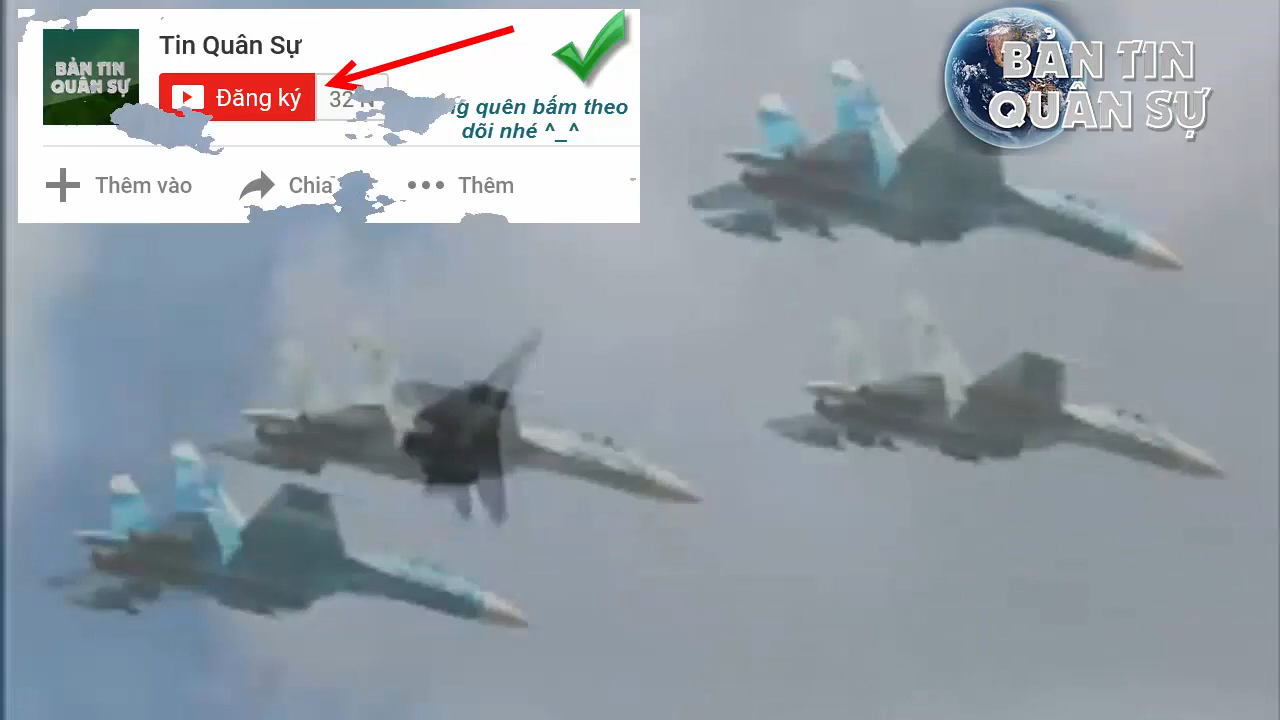 Tin Quân Sự
BẢN TIN
QUÂN SỰ
Đăng ký
32 N
quên bấm theo
dõi nhé ^_^
Thêm vào
Chia
Thêm
BẢN TIN
QUÂN SỰ